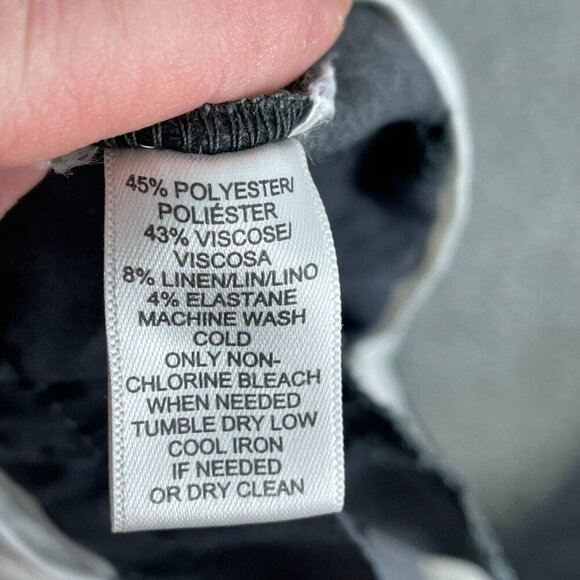 45% POLYESTER/
POLIÉSTER
43% VISCOSE/
VISCOSA
8% LINEN/LIN/LINO
4% ELASTANE
MACHINE WASH
COLD
ONLY NON-
CHLORINE BLEACH
WHEN NEEDED
TUMBLE DRY LOW
COOL IRON
IF NEEDED
OR DRY CLEAN